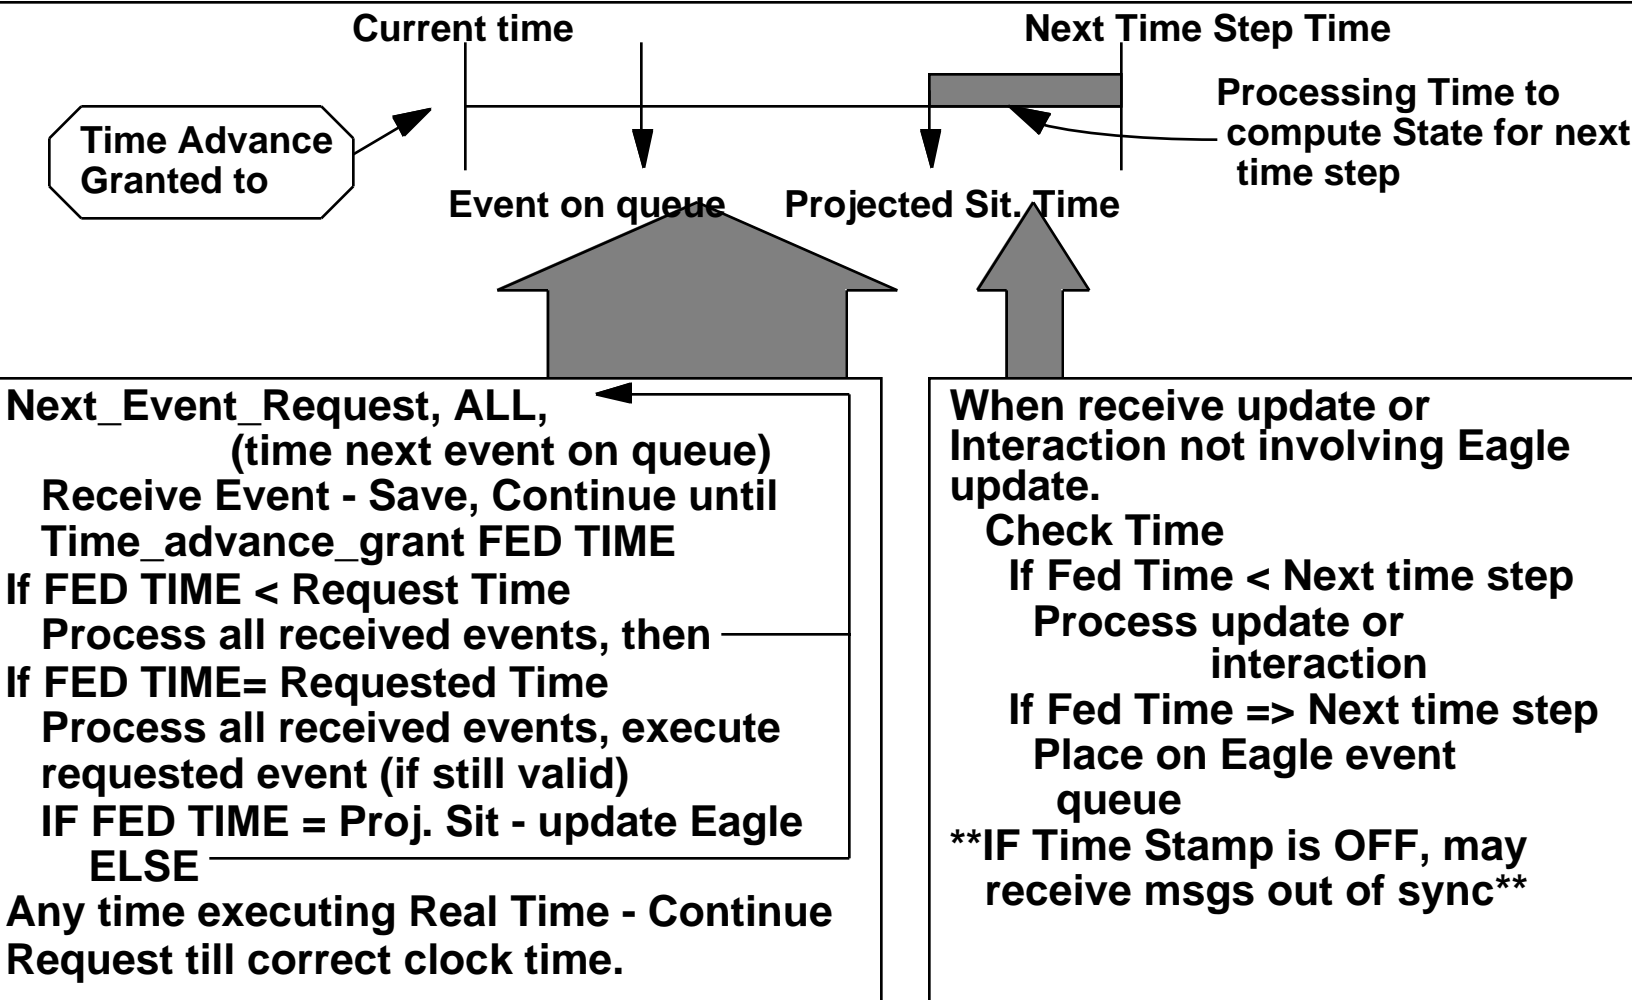 Current time
Next Time Step Time
Time Advance
Granted to
Processing Time to
compute State for next
time step
Event on queue
Projected Sit. Time
Next_Event_Request, ALL,
(time next event on queue)
Receive Event - Save, Continue until
Time_advance_grant FED TIME
If FED TIME < Request Time
Process all received events, then
If FED TIME= Requested Time
Process all received events, execute
requested event (if still valid)
IF FED TIME = Proj. Sit - update Eagle
ELSE
Any time executing Real Time - Continue
Request till correct clock time.
When receive update or
Interaction not involving Eagle
update.
Check Time
If Fed Time < Next time step
Process update or
interaction
If Fed Time => Next time step
Place on Eagle event
queue
**IF Time Stamp is OFF, may
receive msgs out of sync**